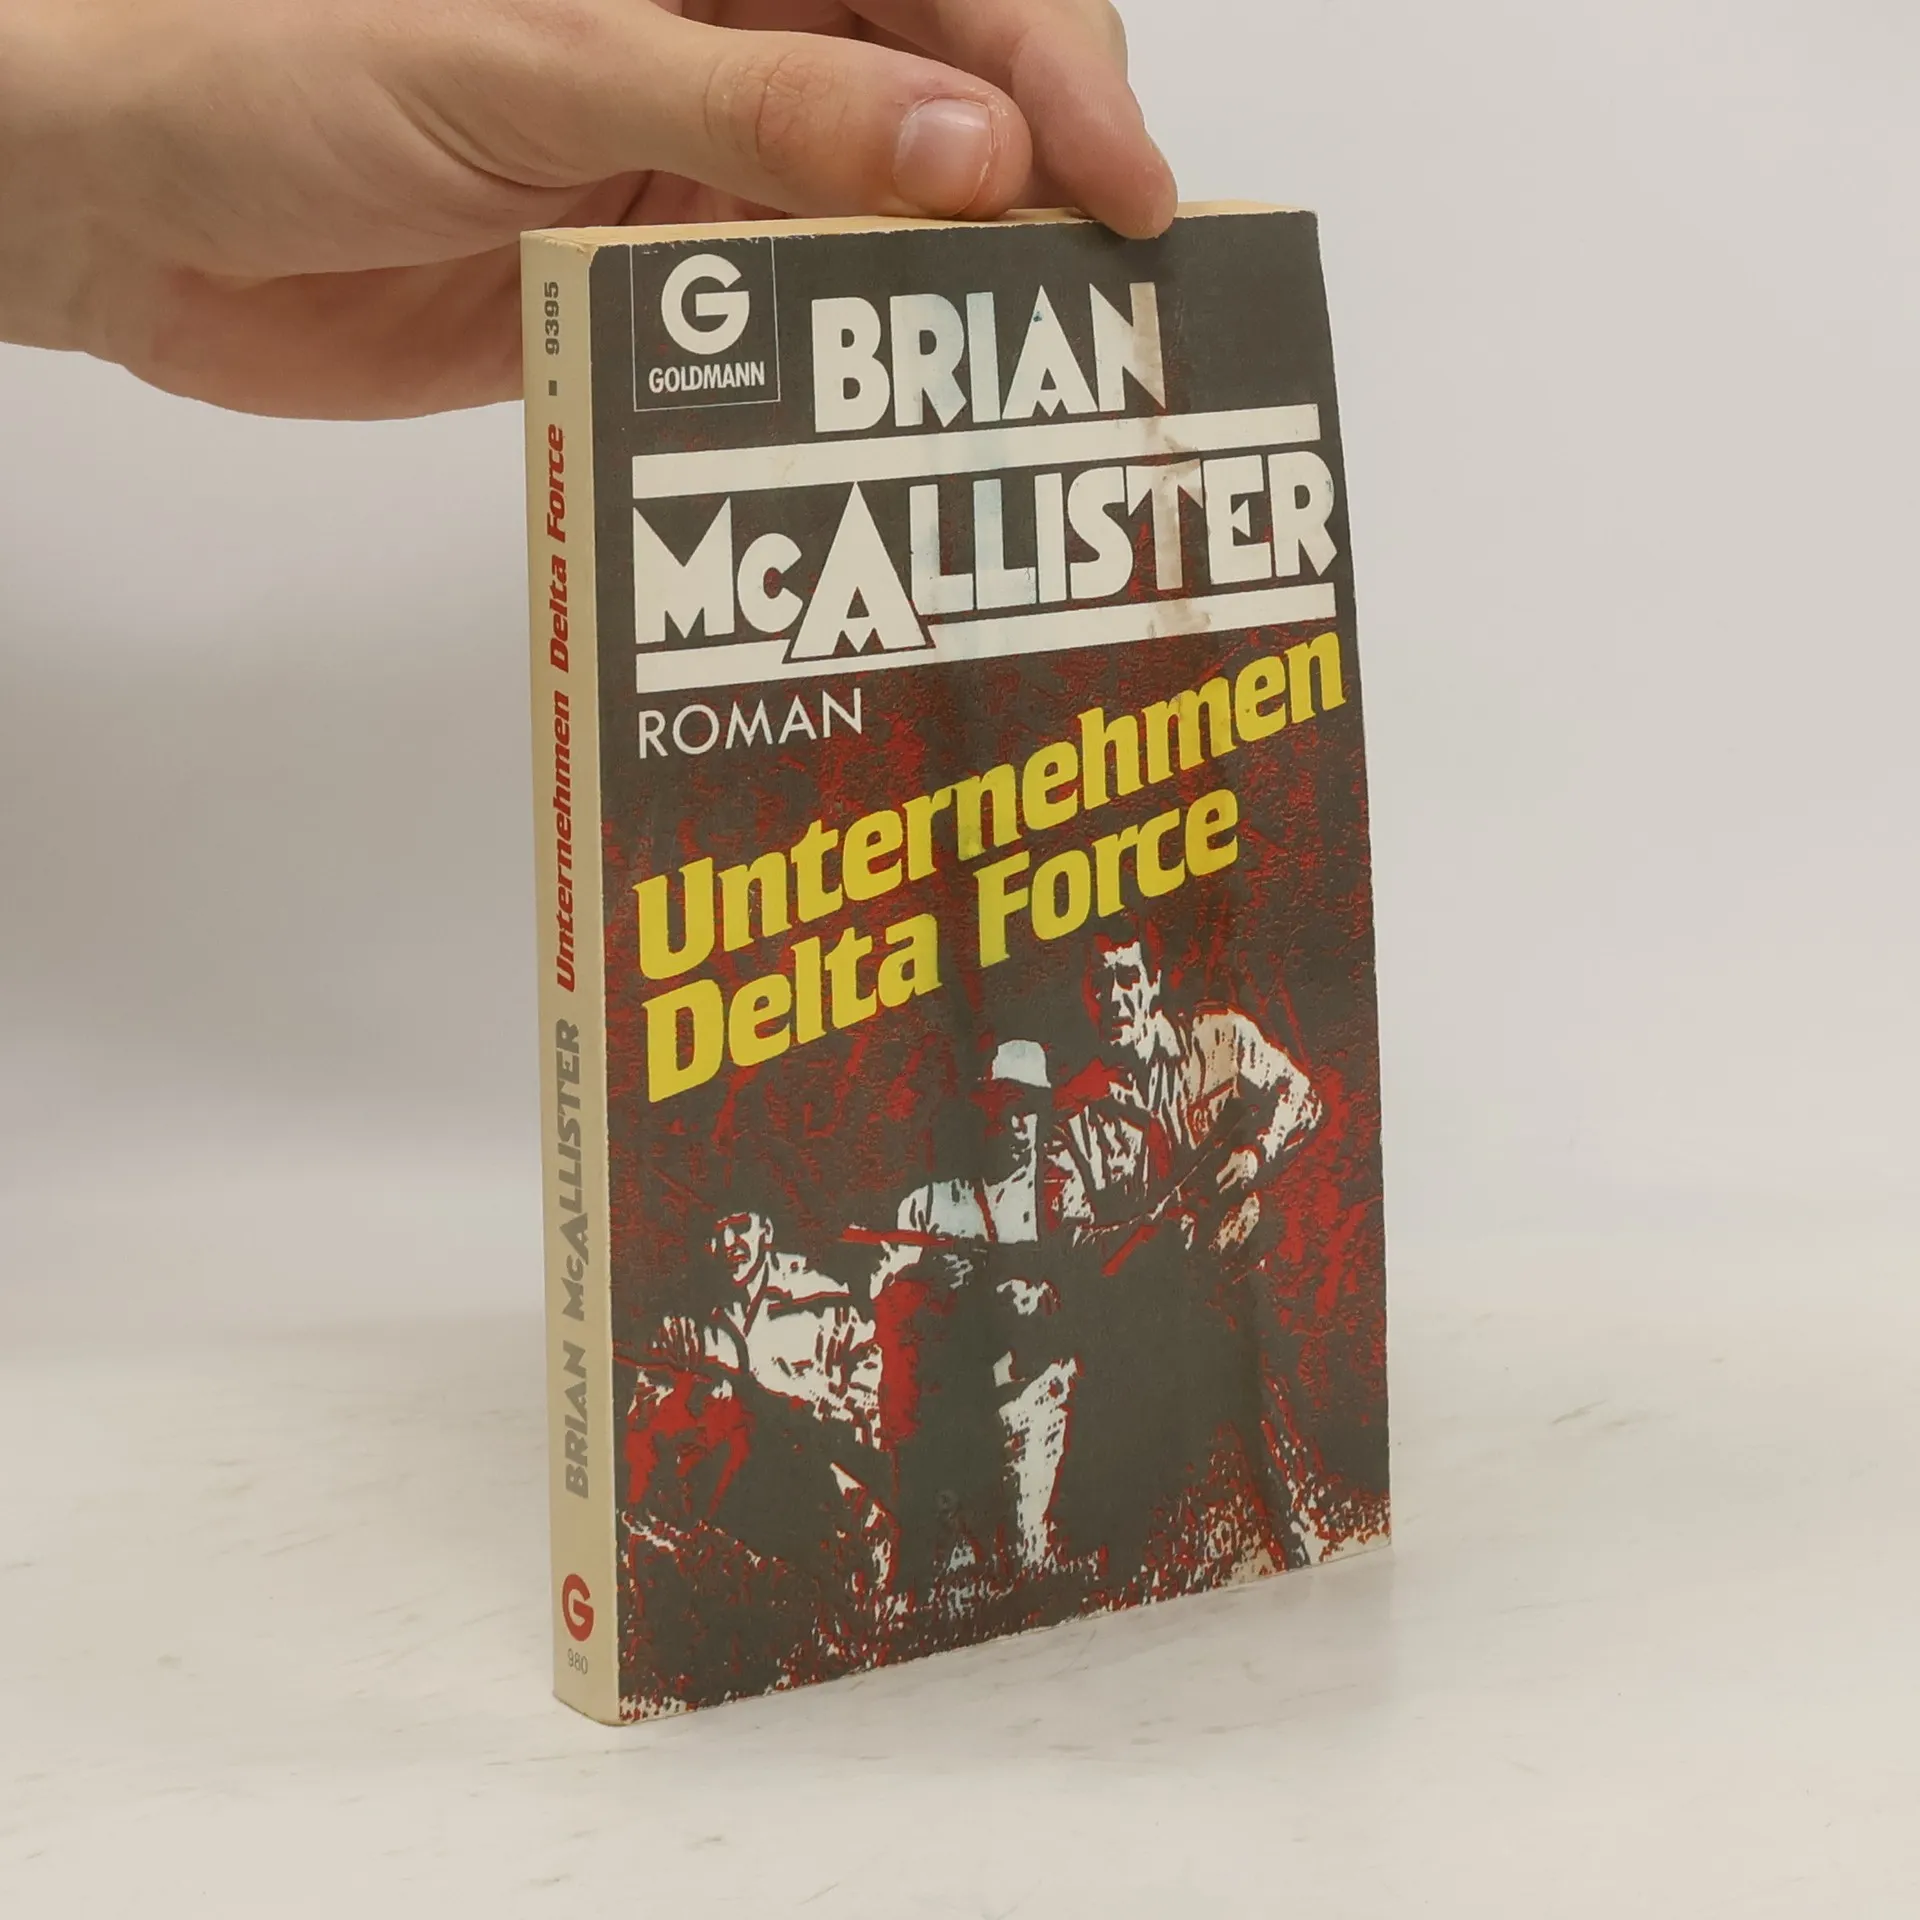 G
GOLDMANN
BRIAN
McALLISTER
ROMAN
Unternehmen
Delta Force
BRIAN McALLISTER Unternehmen Delta Force ▪ 9395
G
980